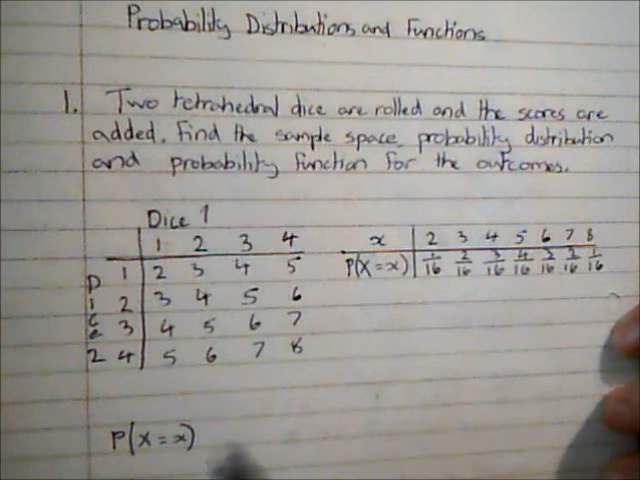 Probability Distributions and Functions
1. Two tetrahedral dice are rolled and the scores are
added. Find the sample space, probability distribution
and probability function for the outcomes.
Dice 1
1 2 3 4
Dice 2
1 2 3 4 5
2 3 4 5 6
3 4 5 6 7
4 5 6 7 8
x 2 3 4 5 6 7 8
P(X=x) 1/16 2/16 3/16 4/16 3/16 2/16 1/16
P(X=x)